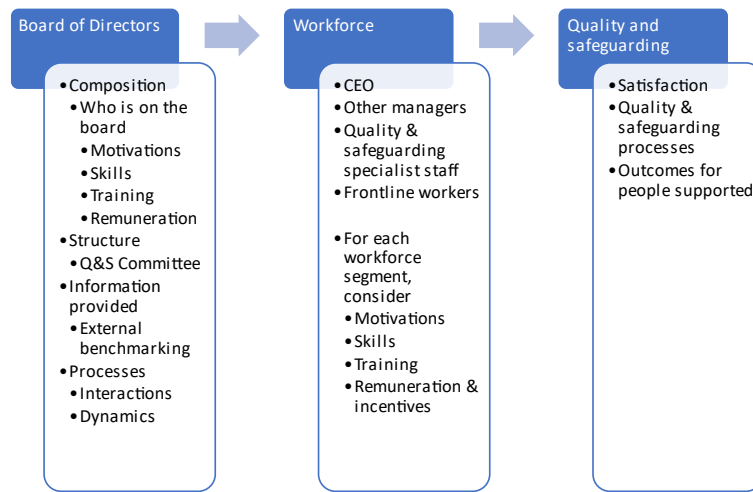 Board of Directors
• Composition
• Who is on the
board
• Motivations
• Skills
• Training
• Remuneration
• Structure
• Q&S Committee
• Information
provided
• External
benchmarking
• Processes
• Interactions
• Dynamics
Workforce
• CEO
• Other managers
• Quality &
safeguarding
specialist staff
• Frontline workers
• For each
workforce
segment,
consider
• Motivations
• Skills
• Training
• Remuneration &
incentives
Quality and
safeguarding
• Satisfaction
• Quality &
safeguarding
processes
• Outcomes for
people supported